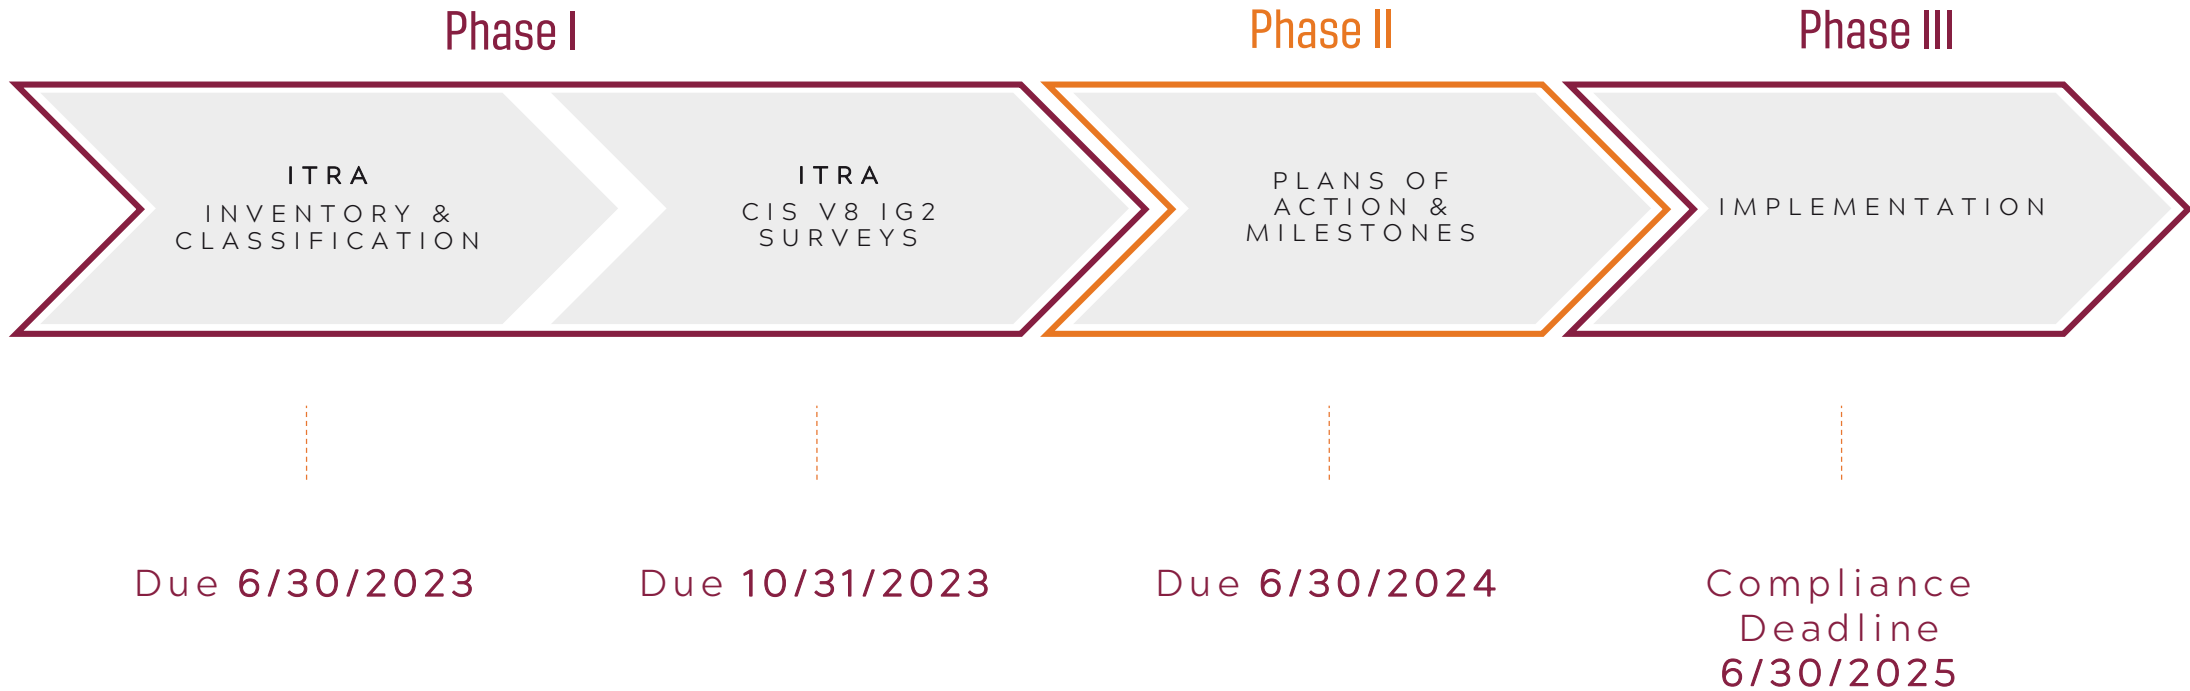 Phase I
Phase II
Phase III
ITRA
INVENTORY &
CLASSIFICATION
ITRA
CIS V8 IG2
SURVEYS
PLANS OF
ACTION &
MILESTONES
IMPLEMENTATION
Due 6/30/2023
Due 10/31/2023
Due 6/30/2024
Compliance
Deadline
6/30/2025